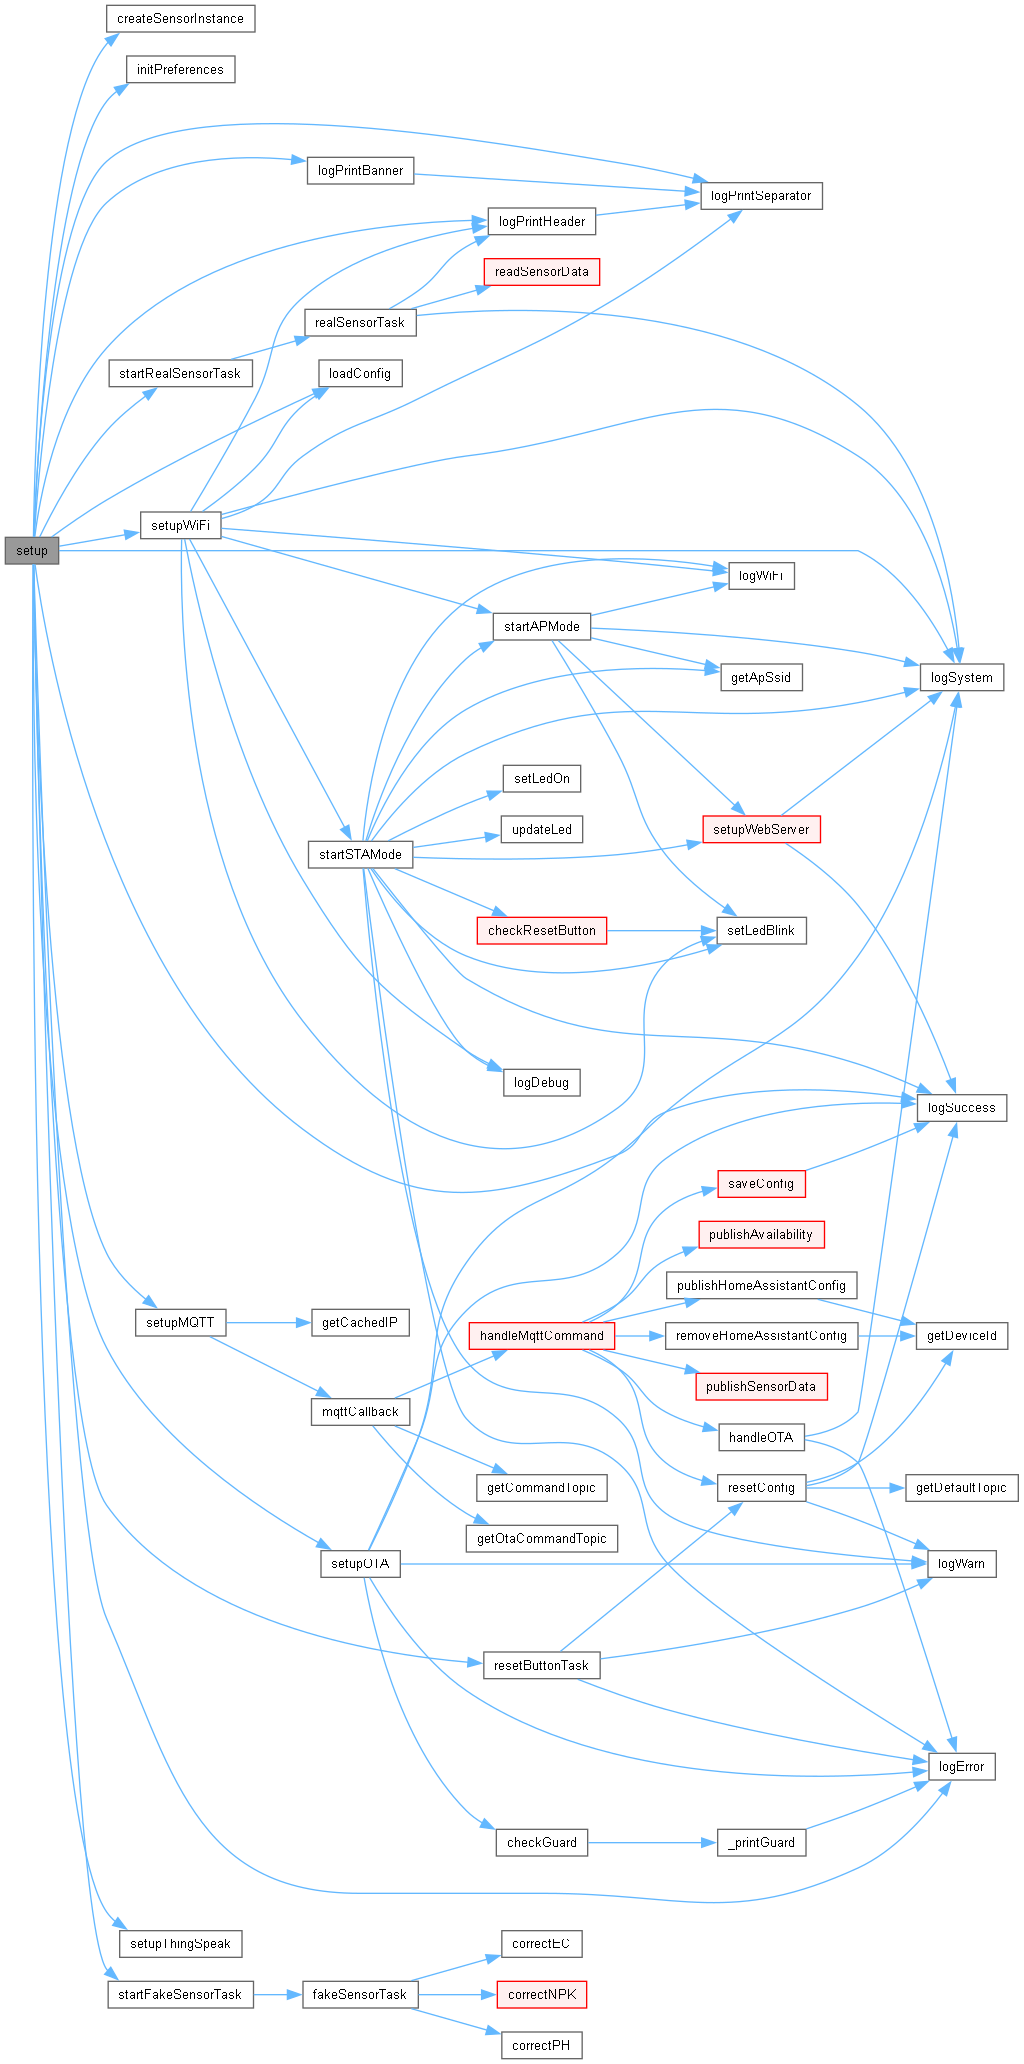 createSensorInstance
initPreferences
logPrintBanner
logPrintSeparator
logPrintHeader
readSensorData
realSensorTask
startRealSensorTask
loadConfig
setupWiFi
setup
logWiFi
startAPMode
getApSsid
logSystem
setLedOn
updateLed
setupWebServer
startSTAMode
checkResetButton
setLedBlink
logDebug
logSuccess
saveConfig
publishAvailability
publishHomeAssistantConfig
setupMQTT
getCachedIP
handleMqttCommand
removeHomeAssistantConfig
getDeviceId
publishSensorData
mqttCallback
handleOTA
getCommandTopic
resetConfig
getDefaultTopic
getOtaCommandTopic
setupOTA
logWarn
resetButtonTask
logError
checkGuard
_printGuard
setupThingSpeak
correctEC
startFakeSensorTask
fakeSensorTask
correctNPK
correctPH